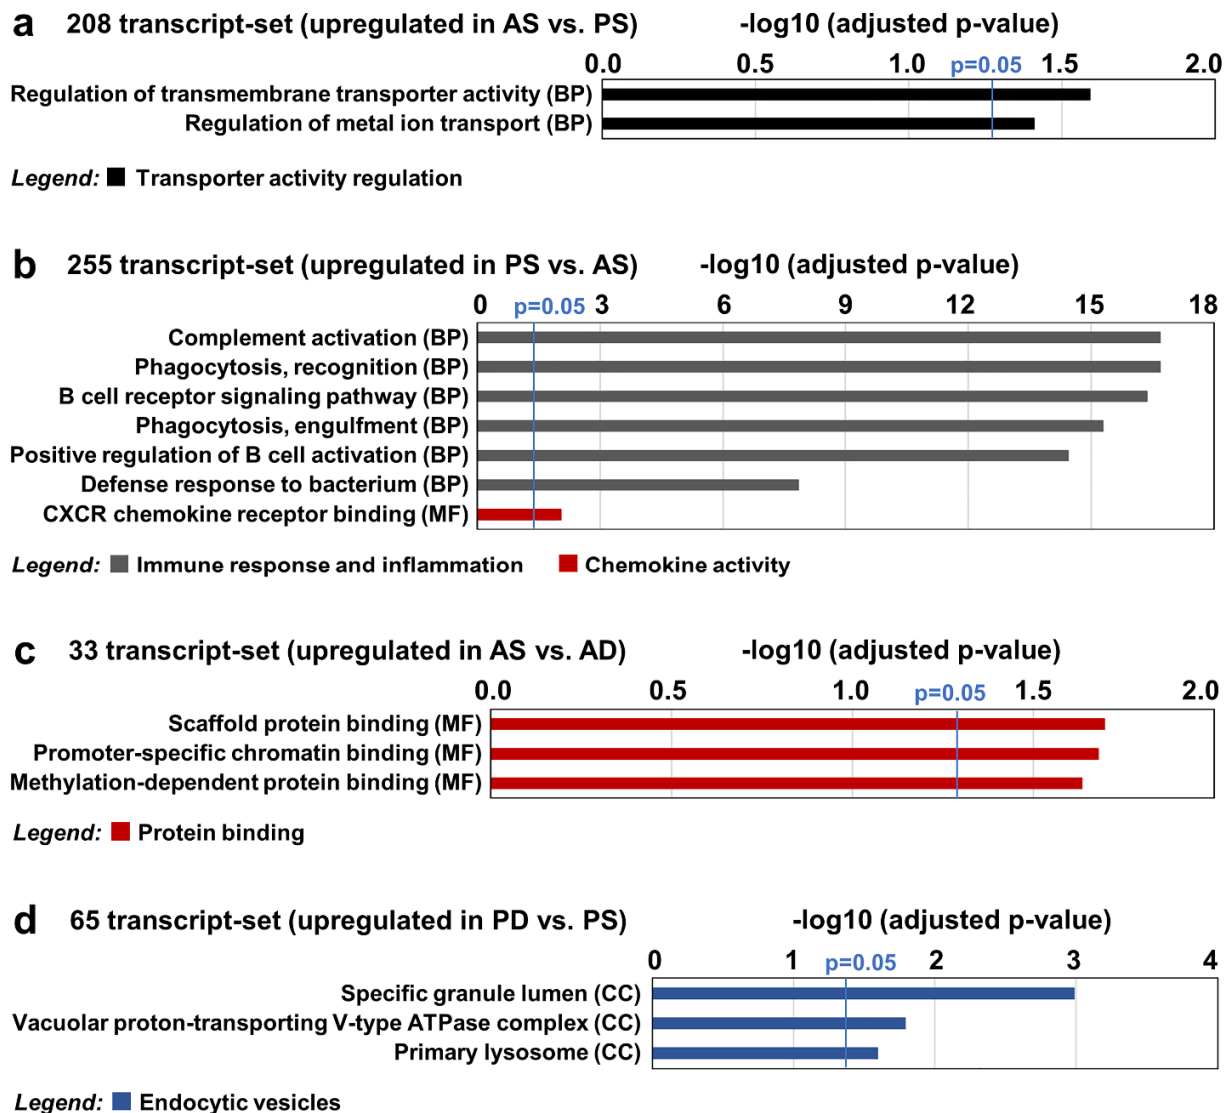 a 208 transcript-set (upregulated in AS vs. PS) -log10 (adjusted p-value)
0.0 0.5 1.0 p=0.05 1.5 2.0
Regulation of transmembrane transporter activity (BP)
Regulation of metal ion transport (BP)
Legend: Transporter activity regulation
b 255 transcript-set (upregulated in PS vs. AS) -log10 (adjusted p-value)
0 p=0.05 3 6 9 12 15 18
Complement activation (BP)
Phagocytosis, recognition (BP)
B cell receptor signaling pathway (BP)
Phagocytosis, engulfment (BP)
Positive regulation of B cell activation (BP)
Defense response to bacterium (BP)
CXCR chemokine receptor binding (MF)
Legend: Immune response and inflammation Chemokine activity
c 33 transcript-set (upregulated in AS vs. AD) -log10 (adjusted p-value)
0.0 0.5 1.0 p=0.05 1.5 2.0
Scaffold protein binding (MF)
Promoter-specific chromatin binding (MF)
Methylation-dependent protein binding (MF)
Legend: Protein binding
d 65 transcript-set (upregulated in PD vs. PS) -log10 (adjusted p-value)
0 1 p=0.05 2 3 4
Specific granule lumen (CC)
Vacuolar proton-transporting V-type ATPase complex (CC)
Primary lysosome (CC)
Legend: Endocytic vesicles